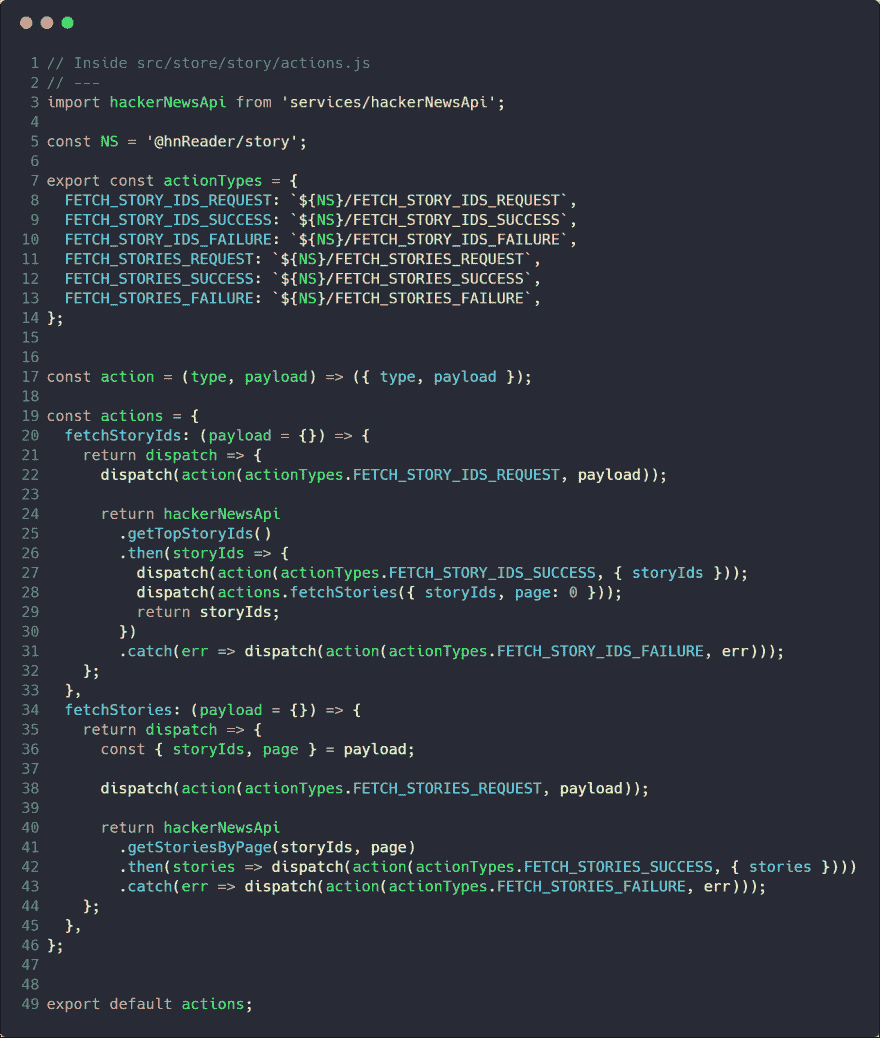 1 // Inside src/store/story/actions.js
2 // ---
3 import hackerNewsApi from 'services/hackerNewsApi';
4
5 const NS = '@hnReader/story';
6
7 export const actionTypes = {
8   FETCH_STORY_IDS_REQUEST: `${NS}/FETCH_STORY_IDS_REQUEST`,
9   FETCH_STORY_IDS_SUCCESS: `${NS}/FETCH_STORY_IDS_SUCCESS`,
10   FETCH_STORY_IDS_FAILURE: `${NS}/FETCH_STORY_IDS_FAILURE`,
11   FETCH_STORIES_REQUEST: `${NS}/FETCH_STORIES_REQUEST`,
12   FETCH_STORIES_SUCCESS: `${NS}/FETCH_STORIES_SUCCESS`,
13   FETCH_STORIES_FAILURE: `${NS}/FETCH_STORIES_FAILURE`,
14 };
15
16
17 const action = (type, payload) => ({ type, payload });
18
19 const actions = {
20   fetchStoryIds: (payload = {}) => {
21     return dispatch => {
22       dispatch(action(actionTypes.FETCH_STORY_IDS_REQUEST, payload));
23
24       return hackerNewsApi
25         .getTopStoryIds()
26         .then(storyIds => {
27           dispatch(action(actionTypes.FETCH_STORY_IDS_SUCCESS, { storyIds }));
28           dispatch(actions.fetchStories({ storyIds, page: 0 }));
29           return storyIds;
30         })
31         .catch(err => dispatch(action(actionTypes.FETCH_STORY_IDS_FAILURE, err)));
32     };
33   },
34   fetchStories: (payload = {}) => {
35     return dispatch => {
36       const { storyIds, page } = payload;
37
38       dispatch(action(actionTypes.FETCH_STORIES_REQUEST, payload));
39
40       return hackerNewsApi
41         .getStoriesByPage(storyIds, page)
42         .then(stories => dispatch(action(actionTypes.FETCH_STORIES_SUCCESS, { stories })))
43         .catch(err => dispatch(action(actionTypes.FETCH_STORIES_FAILURE, err)));
44     };
45   },
46 };
47
48
49 export default actions;